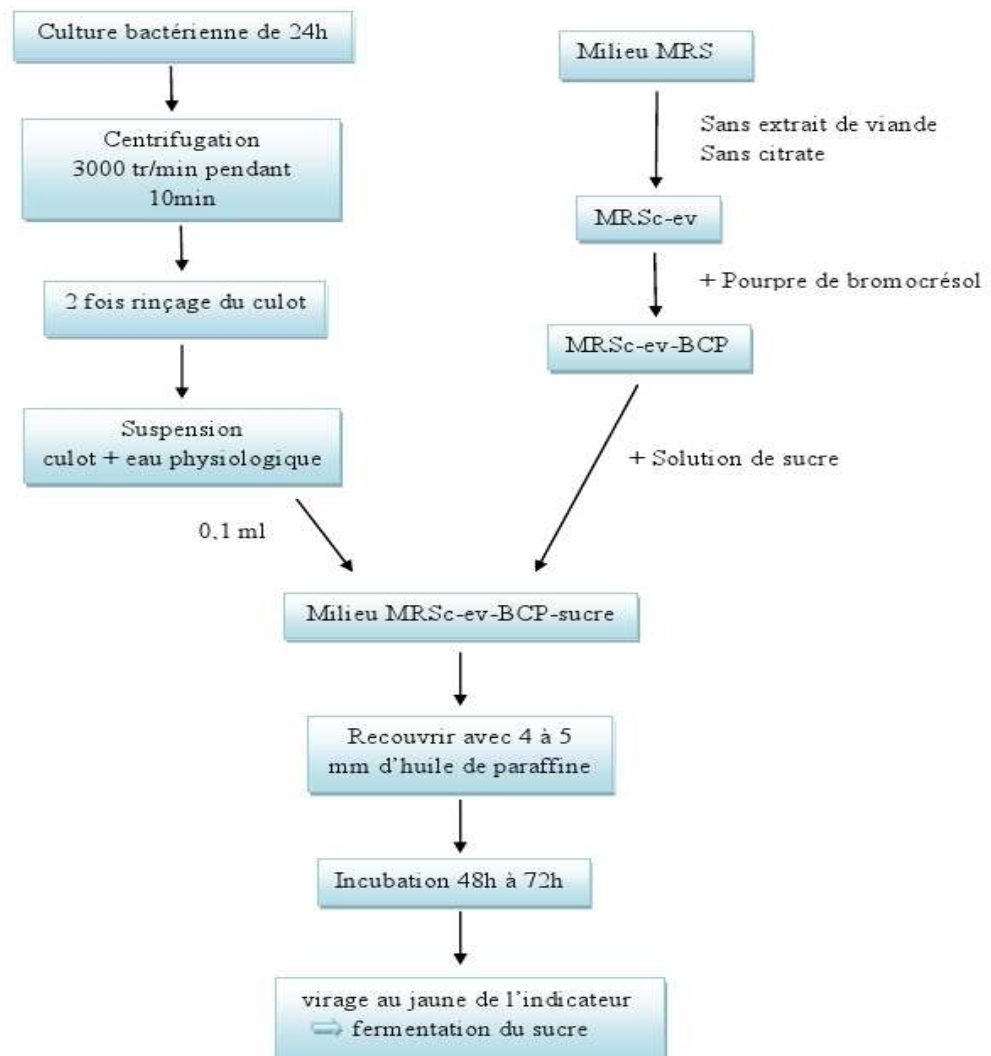 Culture bactérienne de 24h
Centrifugation
3000 tr/min pendant
10min
2 fois rinçage du culot
Suspension
culot + eau physiologique
0,1 ml
Milieu MRS
Sans extrait de viande
Sans citrate
MRSc-ev
+ Pourpre de bromocrésol
MRSc-ev-BCP
+ Solution de sucre
Milieu MRSc-ev-BCP-sucre
Recouvrir avec 4 à 5
mm d'huile de paraffine
Incubation 48h à 72h
virage au jaune de l'indicateur
⇨ fermentation du sucre